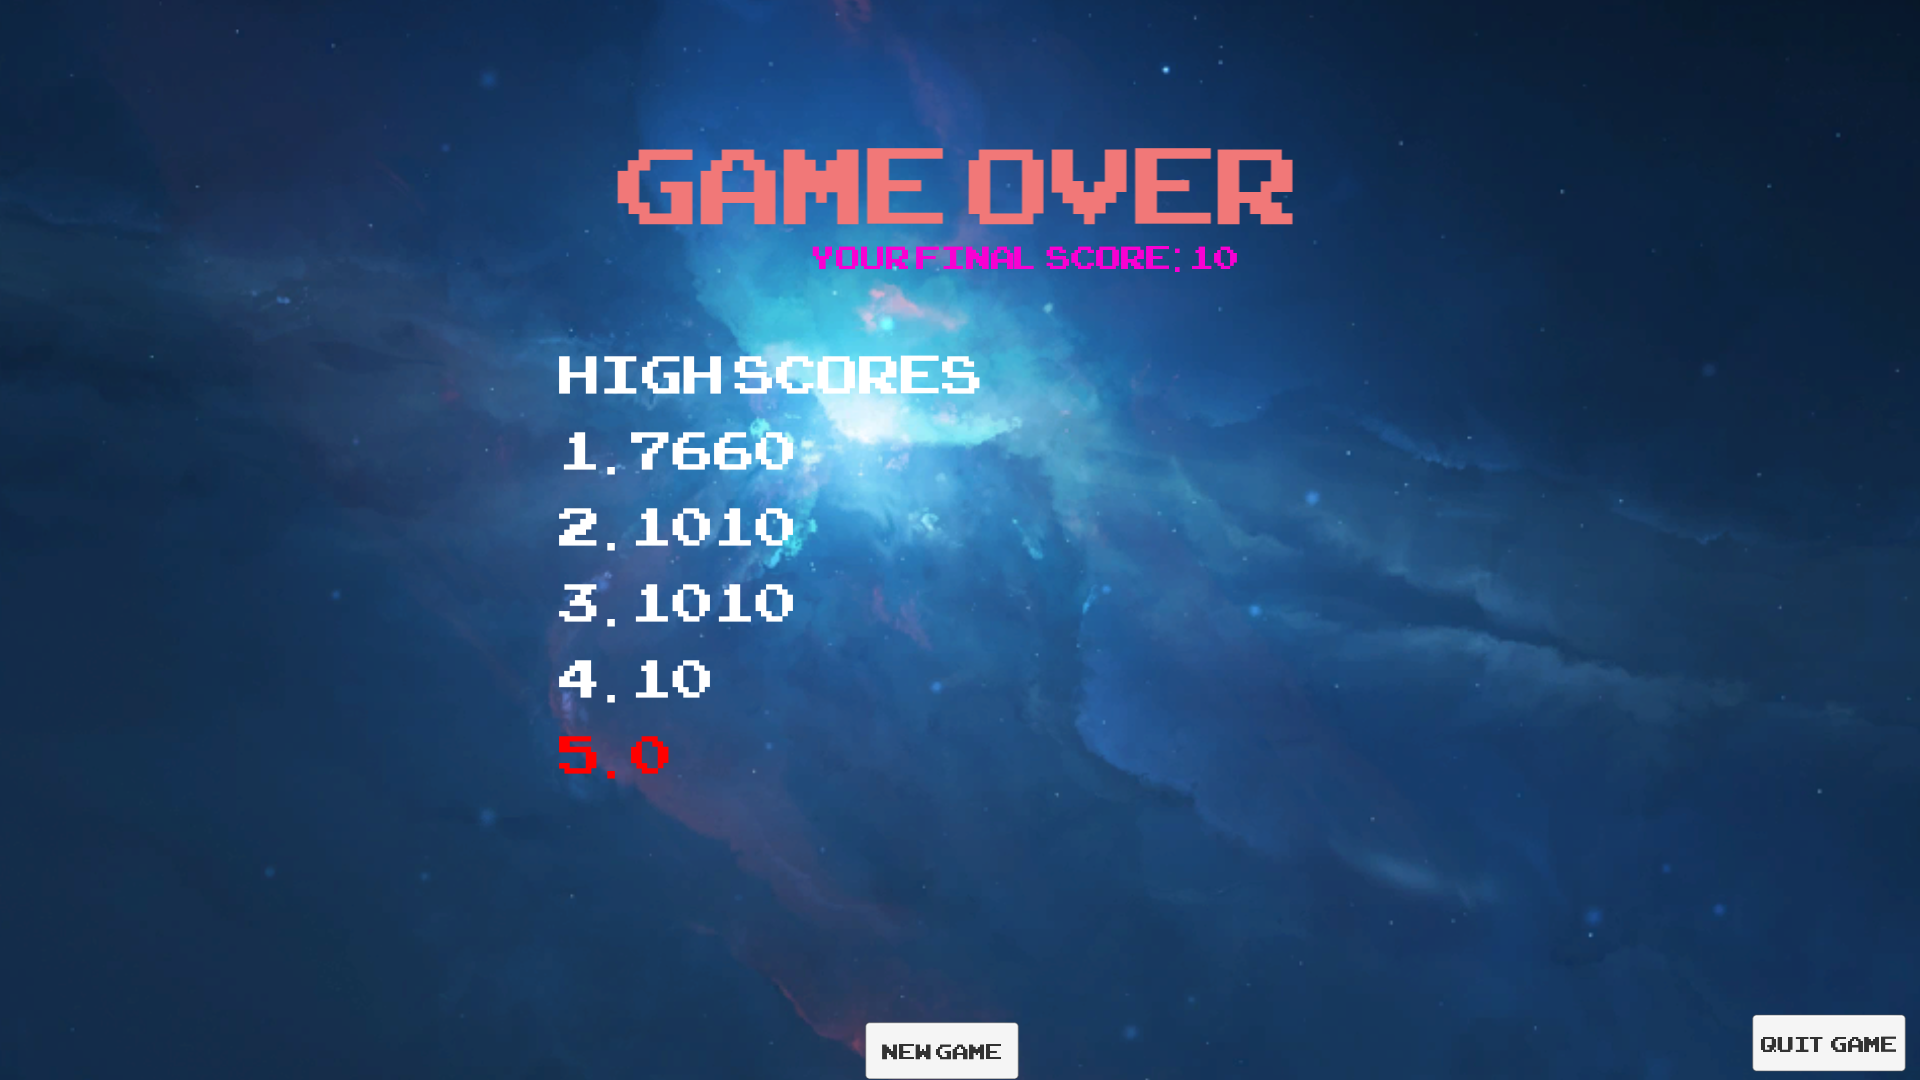 GAME OVER
YOUR FINAL SCORE: 10
HIGH SCORES
1. 7660
2. 1010
3. 1010
4. 10
5. 0
NEW GAME
QUIT GAME